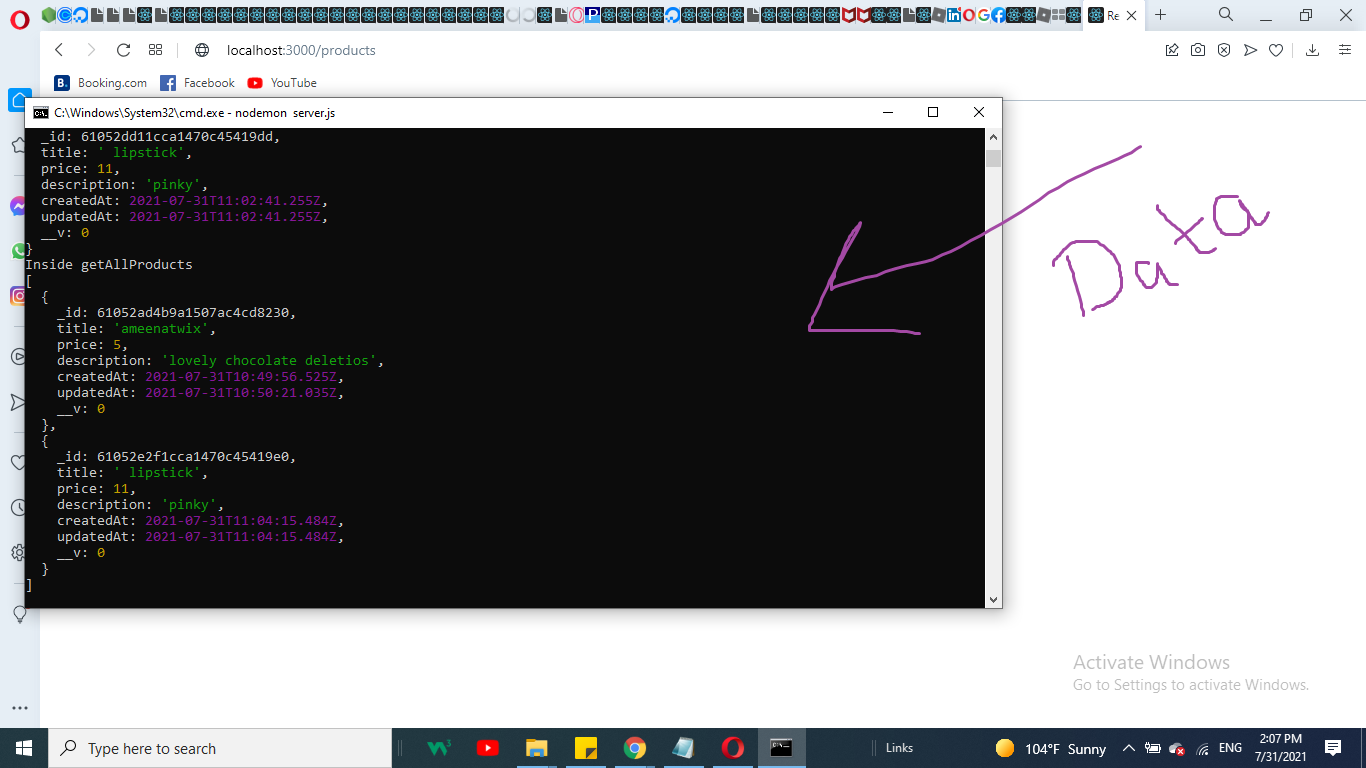 Re
localhost:3000/products
Booking.com Facebook YouTube
C:\Windows\System32\cmd.exe - nodemon server.js
_id: 61052dd11cca1470c45419dd,
title: ' lipstick',
price: 11,
description: 'pinky',
createdAt: 2021-07-31T11:02:41.255Z,
updatedAt: 2021-07-31T11:02:41.255Z,
__v: 0
}
Inside getAllProducts
[
{
_id: 61052ad4b9a1507ac4cd8230,
title: 'ameenatwix',
price: 5,
description: 'lovely chocolate deletios',
createdAt: 2021-07-31T10:49:56.525Z,
updatedAt: 2021-07-31T10:50:21.035Z,
__v: 0
},
{
_id: 61052e2f1cca1470c45419e0,
title: ' lipstick',
price: 11,
description: 'pinky',
createdAt: 2021-07-31T11:04:15.484Z,
updatedAt: 2021-07-31T11:04:15.484Z,
__v: 0
}
]
Data
Activate Windows
Go to Settings to activate Windows.
Type here to search
Links
104°F Sunny
ENG
2:07 PM
7/31/2021